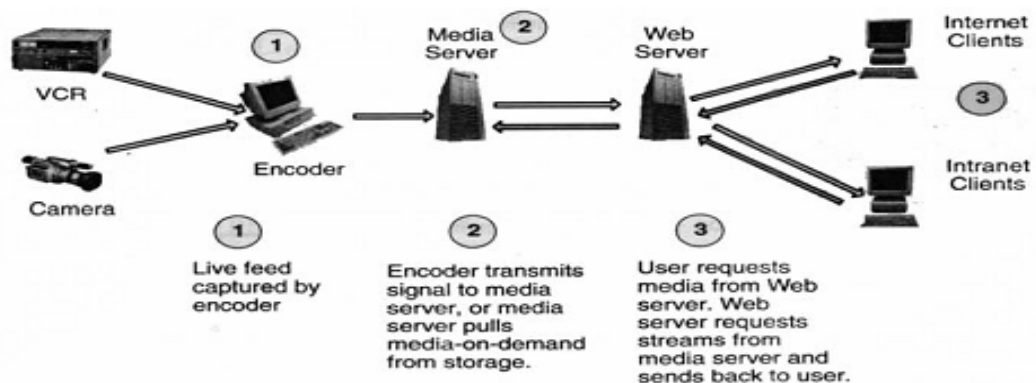 1
Media
Server
2
Web
Server
Internet
Clients
VCR
3
Encoder
Camera
Intranet
Clients
1
Live feed
captured by
encoder
2
Encoder transmits
signal to media
server, or media
server pulls
media-on-demand
from storage.
3
User requests
media from Web
server. Web
server requests
streams from
media server and
sends back to user.